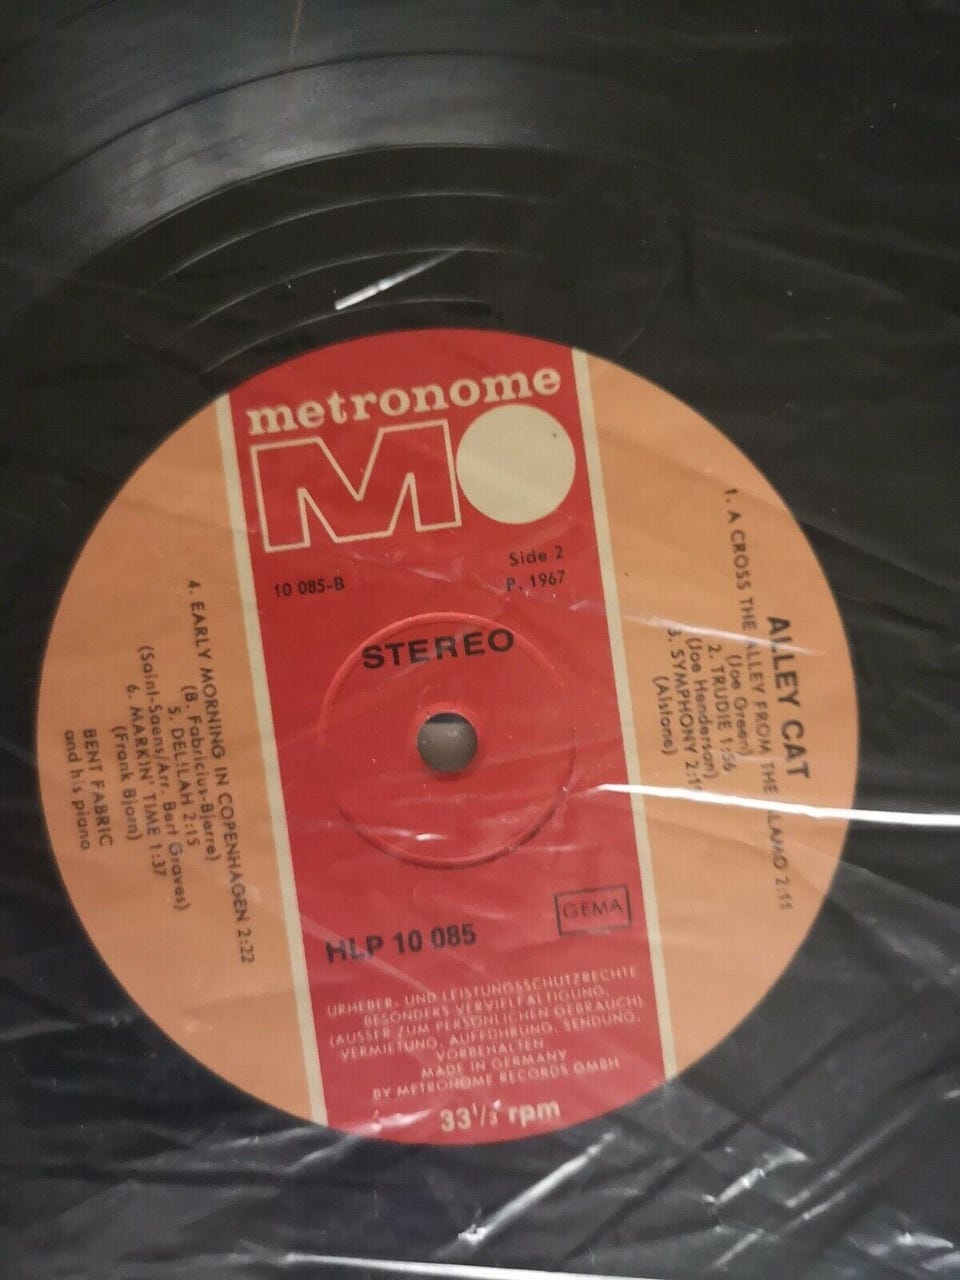 metronome
MO
10 085-B
Side 2
P. 1967
STEREO
HLP 10 085
GEMA
URHEBER- UND LEISTUNGSSCHUTZRECHTE.
BESONDERS VERVIELFÄLTIGUNG,
(AUSSER ZUM PERSÖNLICHEN GEBRAUCH),
VERMIETUNG, AUFÜHRUNG, SENDUNG,
VORBEHALTEN
MADE IN GERMANY
BY METRONOME RECORDS GMBH
33 1/3 rpm
ALLEY CAT
1. A CROSS THE ALLEY FROM THE ALAMO 2:11
(Joe Green)
2. TRUDIE 1:56
(Joe Henderson)
3. SYMPHONY
(Alstone)
4. EARLY MORNING IN COPENHAGEN 2:22
(B. Fabricius-Bjerre)
5. DELILAH 2:15
(Saint-Saens/Arr. Bert Graves)
6. MARKIN' TIME 1:37
(Frank Bjorn)
BENT FABRIC
and his piano